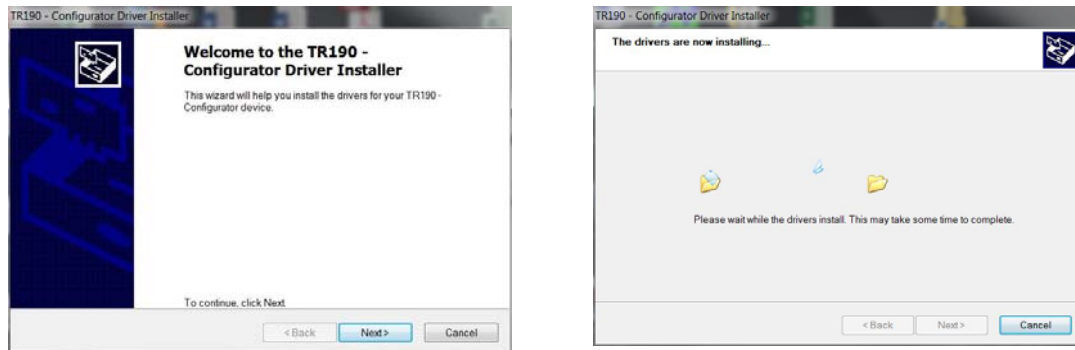 TR190 - Configurator Driver Installer
Welcome to the TR190 -
Configurator Driver Installer
This wizard will help you install the drivers for your TR190 -
Configurator device.
To continue, click Next.
< Back
Next >
Cancel
TR190 - Configurator Driver Installer
The drivers are now installing...
Please wait while the drivers install. This may take some time to complete.
< Back
Next >
Cancel